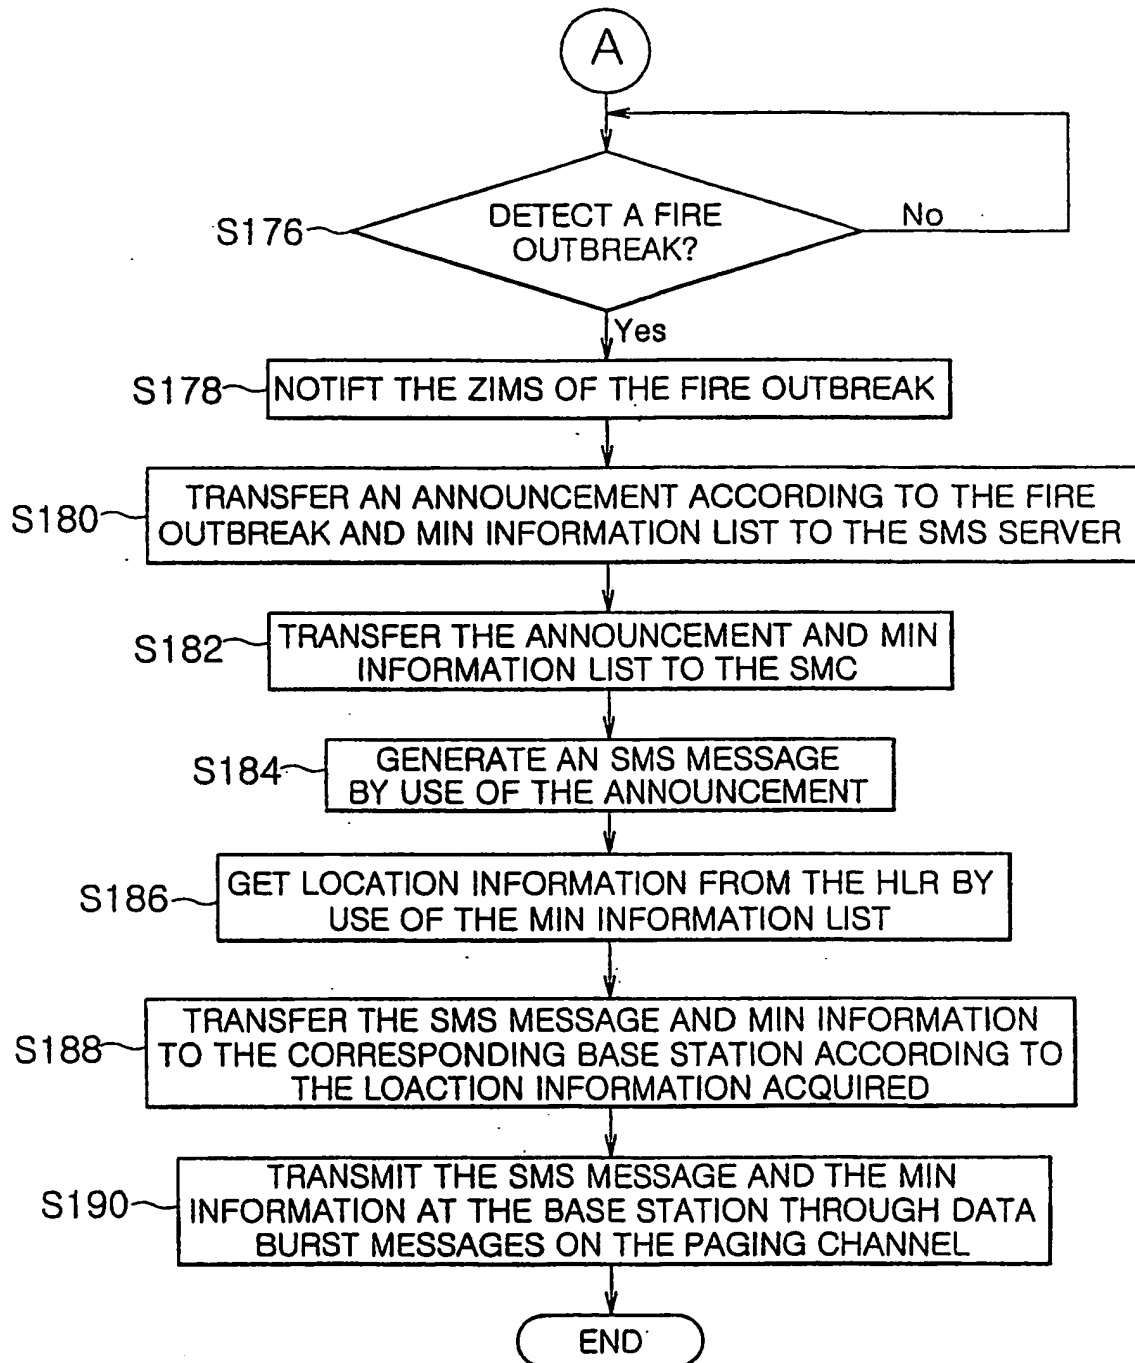 A
S176
DETECT A FIRE
OUTBREAK?
No
Yes
S178
NOTIFT THE ZIMS OF THE FIRE OUTBREAK
S180
TRANSFER AN ANNOUNCEMENT ACCORDING TO THE FIRE
OUTBREAK AND MIN INFORMATION LIST TO THE SMS SERVER
S182
TRANSFER THE ANNOUNCEMENT AND MIN
INFORMATION LIST TO THE SMC
S184
GENERATE AN SMS MESSAGE
BY USE OF THE ANNOUNCEMENT
S186
GET LOCATION INFORMATION FROM THE HLR BY
USE OF THE MIN INFORMATION LIST
S188
TRANSFER THE SMS MESSAGE AND MIN INFORMATION
TO THE CORRESPONDING BASE STATION ACCORDING TO
THE LOACTION INFORMATION ACQUIRED
S190
TRANSMIT THE SMS MESSAGE AND THE MIN
INFORMATION AT THE BASE STATION THROUGH DATA
BURST MESSAGES ON THE PAGING CHANNEL
END